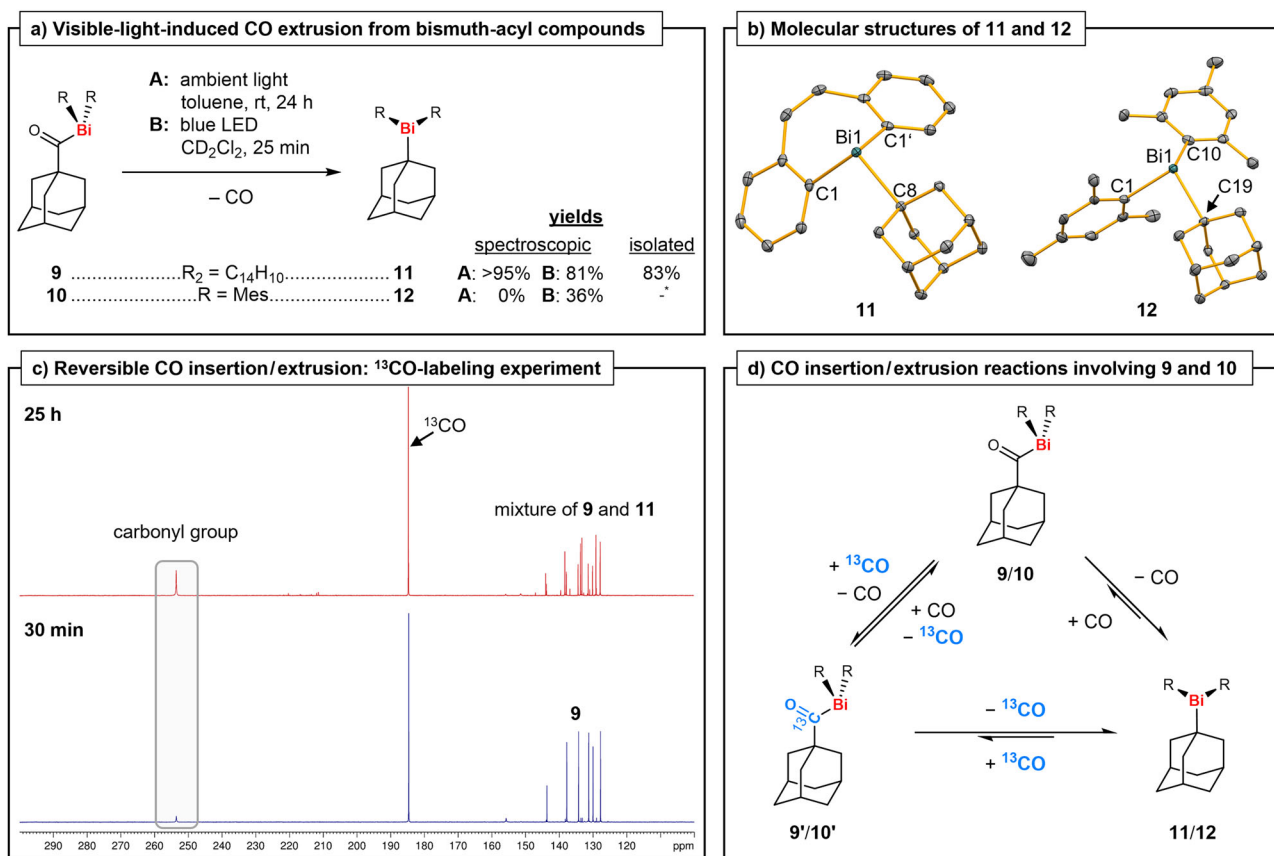 a) Visible-light-induced CO extrusion from bismuth-acyl compounds
R R
O Bi
A: ambient light
toluene, rt, 24 h
B: blue LED
CD₂Cl₂, 25 min
– CO
R R
Bi
yields
spectroscopic isolated
9 ............................R₂ = C₁₄H₁₀............................ 11 A: >95% B: 81% 83%
10 ............................R = Mes............................ 12 A: 0% B: 36% -*
b) Molecular structures of 11 and 12
Bi1 C1‘
C1 C8
11
Bi1 C10
C1 C19
12
c) Reversible CO insertion/extrusion: ¹³CO-labeling experiment
25 h
¹³CO
carbonyl group
mixture of 9 and 11
30 min
9
290 280 270 260 250 240 230 220 210 200 190 180 170 160 150 140 130 120 ppm
d) CO insertion/extrusion reactions involving 9 and 10
R R
O Bi
9/10
+ ¹³CO
– CO
+ CO
– ¹³CO
– CO
+ CO
R R
O ¹³C Bi
9'/10'
– ¹³CO
+ ¹³CO
R R
Bi
11/12